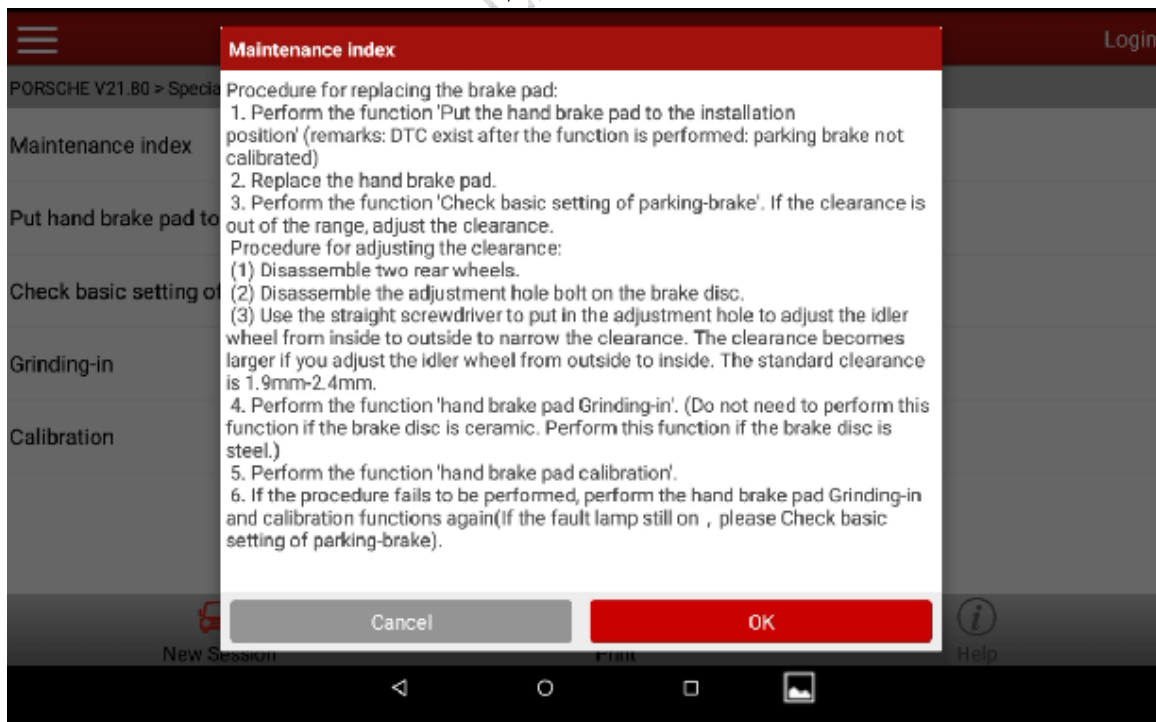 Login
Maintenance index
PORSCHE V21.80 > Specia
Maintenance index
Put hand brake pad to
Check basic setting of
Grinding-in
Calibration
Procedure for replacing the brake pad:
1. Perform the function 'Put the hand brake pad to the installation
position' (remarks: DTC exist after the function is performed: parking brake not
calibrated)
2. Replace the hand brake pad.
3. Perform the function 'Check basic setting of parking-brake'. If the clearance is
out of the range, adjust the clearance.
Procedure for adjusting the clearance:
(1) Disassemble two rear wheels.
(2) Disassemble the adjustment hole bolt on the brake disc.
(3) Use the straight screwdriver to put in the adjustment hole to adjust the idler
wheel from inside to outside to narrow the clearance. The clearance becomes
larger if you adjust the idler wheel from outside to inside. The standard clearance
is 1.9mm-2.4mm.
4. Perform the function 'hand brake pad Grinding-in'. (Do not need to perform this
function if the brake disc is ceramic. Perform this function if the brake disc is
steel.)
5. Perform the function 'hand brake pad calibration'.
6. If the procedure fails to be performed, perform the hand brake pad Grinding-in
and calibration functions again(If the fault lamp still on , please Check basic
setting of parking-brake).
Cancel
OK
New Session
Print
Help